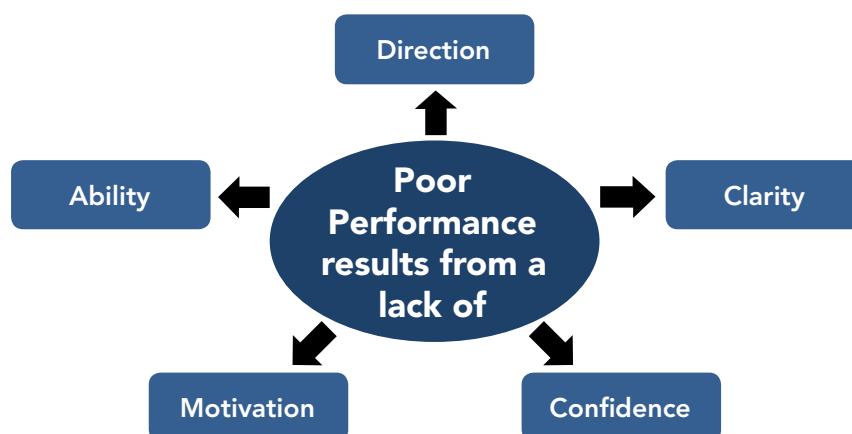 Direction
Ability
Poor
Performance
results from a
lack of
Clarity
Motivation
Confidence